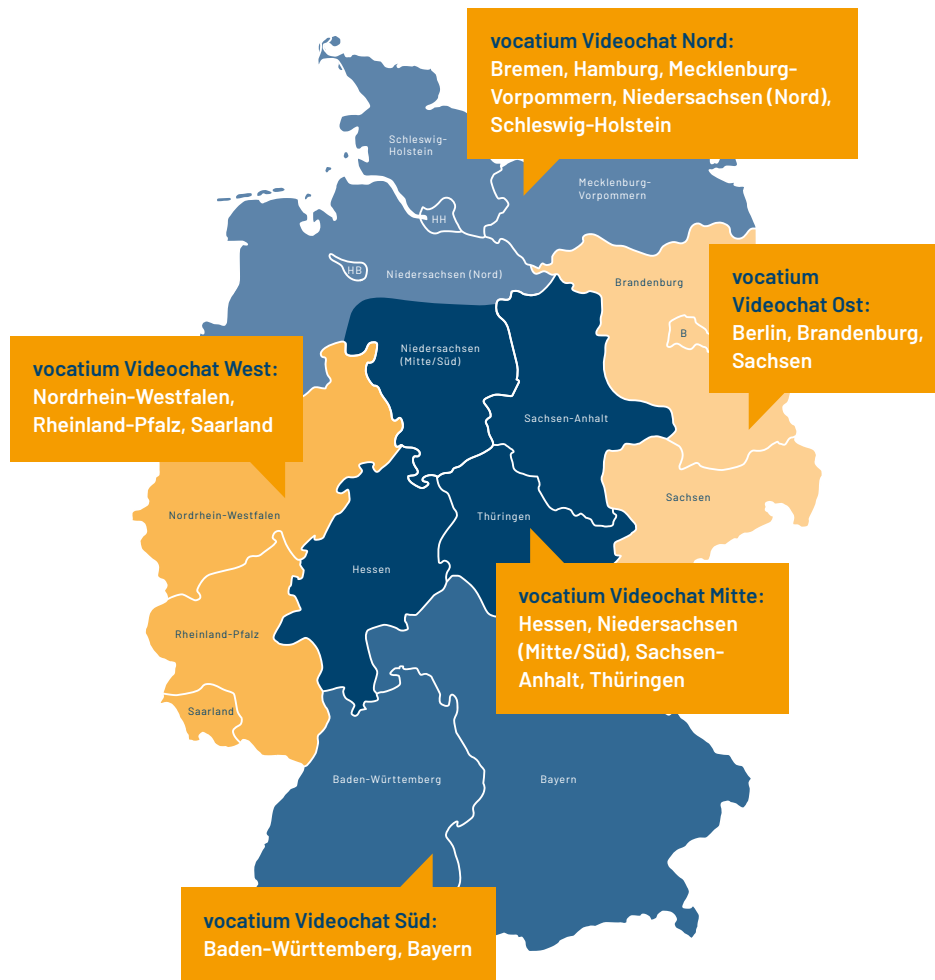 vocatium Videochat Nord:
Bremen, Hamburg, Mecklenburg-
Vorpommern, Niedersachsen (Nord),
Schleswig-Holstein
Schleswig-
Holstein
Mecklenburg-
Vorpommern
HH
HB
Niedersachsen (Nord)
Brandenburg
B
vocatium
Videochat Ost:
Berlin, Brandenburg,
Sachsen
Niedersachsen
(Mitte/Süd)
vocatium Videochat West:
Nordrhein-Westfalen,
Rheinland-Pfalz, Saarland
Sachsen-Anhalt
Sachsen
Nordrhein-Westfalen
Thüringen
Hessen
vocatium Videochat Mitte:
Hessen, Niedersachsen
(Mitte/Süd), Sachsen-
Anhalt, Thüringen
Rheinland-Pfalz
Saarland
Baden-Württemberg
Bayern
vocatium Videochat Süd:
Baden-Württemberg, Bayern